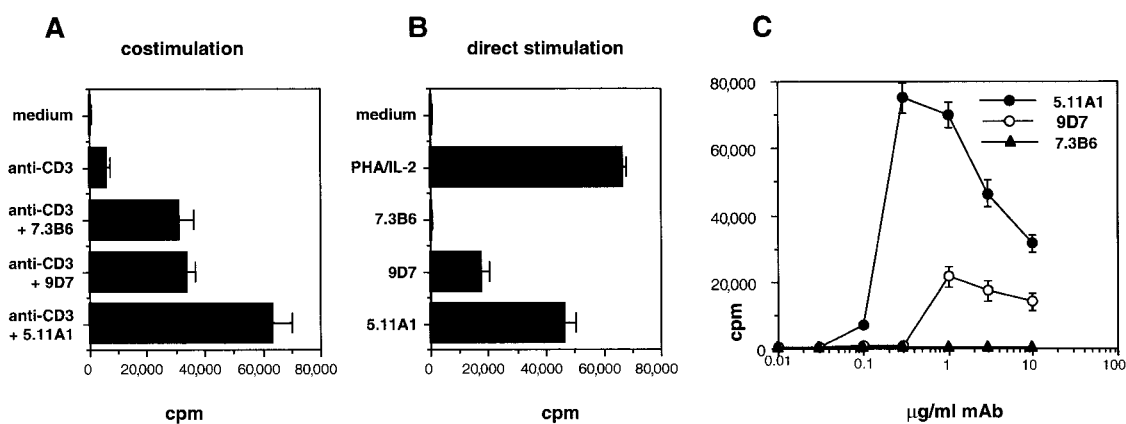 A
costimulation
medium
anti-CD3
anti-CD3
+ 7.3B6
anti-CD3
+ 9D7
anti-CD3
+ 5.11A1
0 20,000 40,000 60,000 80,000
cpm
B
direct stimulation
medium
PHA/IL-2
7.3B6
9D7
5.11A1
0 20,000 40,000 60,000 80,000
cpm
C
80,000
60,000
40,000
20,000
0
cpm
5.11A1
9D7
7.3B6
0.01 0.1 1 10 100
μg/ml mAb